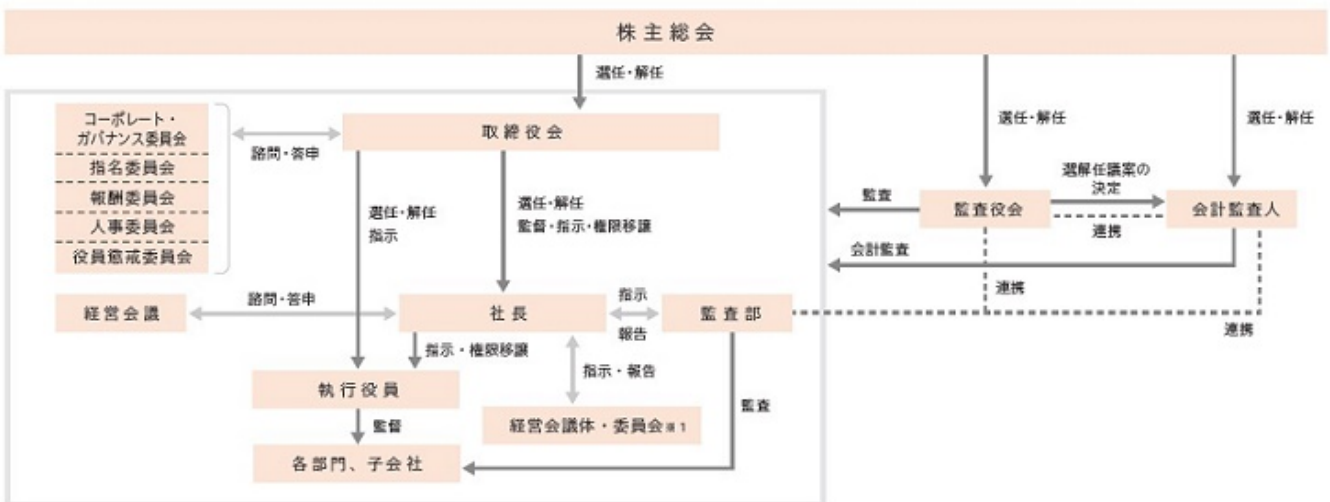 株主総会
選任・解任
選任・解任
選任・解任
コーポレート・
ガバナンス委員会
指名委員会
報酬委員会
人事委員会
役員懲戒委員会
諮問・答申
取締役会
選任・解任
指示
選任・解任
監督・指示・権限移譲
監査
監査役会
選解任議案の
決定
連携
会計監査人
会計監査
連携
連携
経営会議
諮問・答申
社長
指示
報告
監査部
指示・権限移譲
指示・報告
監査
執行役員
監督
経営会議体・委員会※1
各部門、子会社